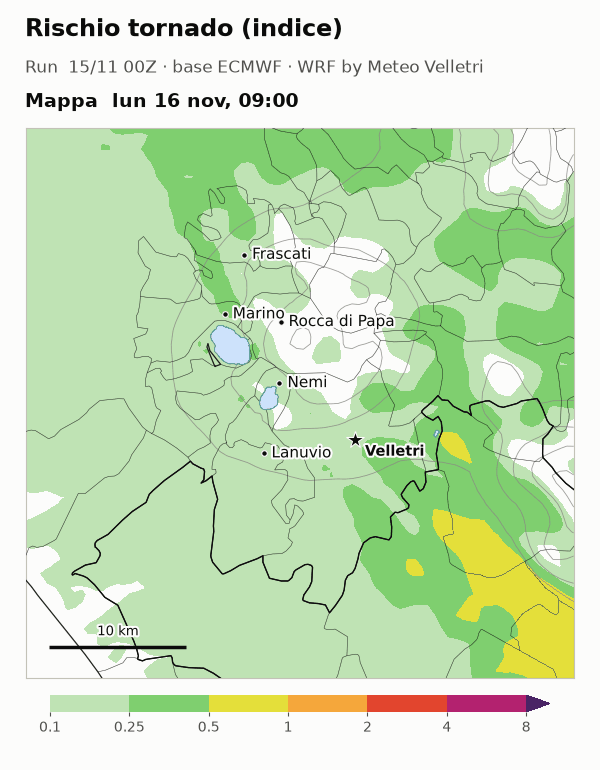 Rischio tornado (indice)
Run  15/11 00Z · base ECMWF · WRF by Meteo Velletri
Mappa  lun 16 nov, 09:00
Frascati
Marino
Rocca di Papa
Nemi
Velletri
Lanuvio
10 km
0.1 0.25 0.5 1 2 4 8